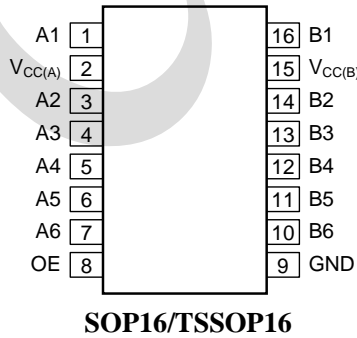 A1 1 16 B1
VCC(A) 2 15 VCC(B)
A2 3 14 B2
A3 4 13 B3
A4 5 12 B4
A5 6 11 B5
A6 7 10 B6
OE 8 9 GND
SOP16/TSSOP16